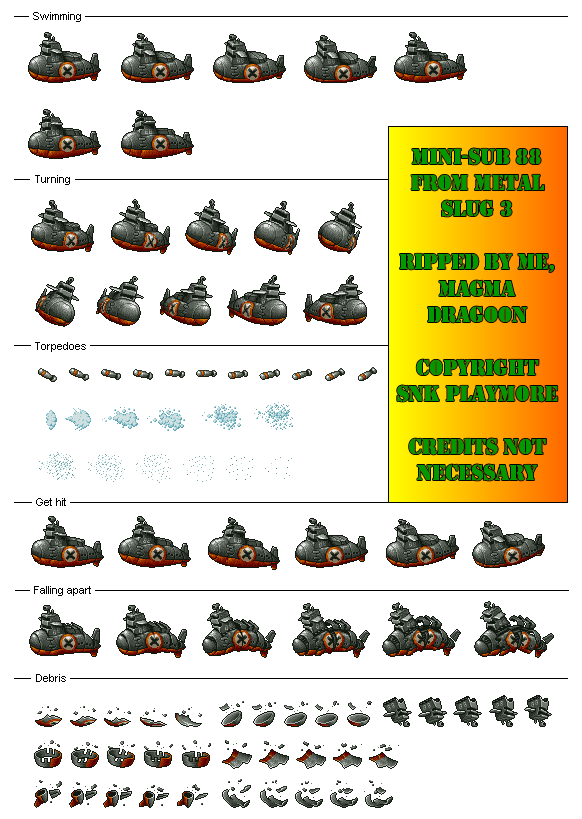 Swimming
MINI-SUB 88
FROM METAL
SLUG 3
RIPPED BY ME,
MAGMA
DRAGOON
COPYRIGHT
SNK PLAYMORE
CREDITS NOT
NECESSARY
Turning
Torpedoes
Get hit
Falling apart
Debris